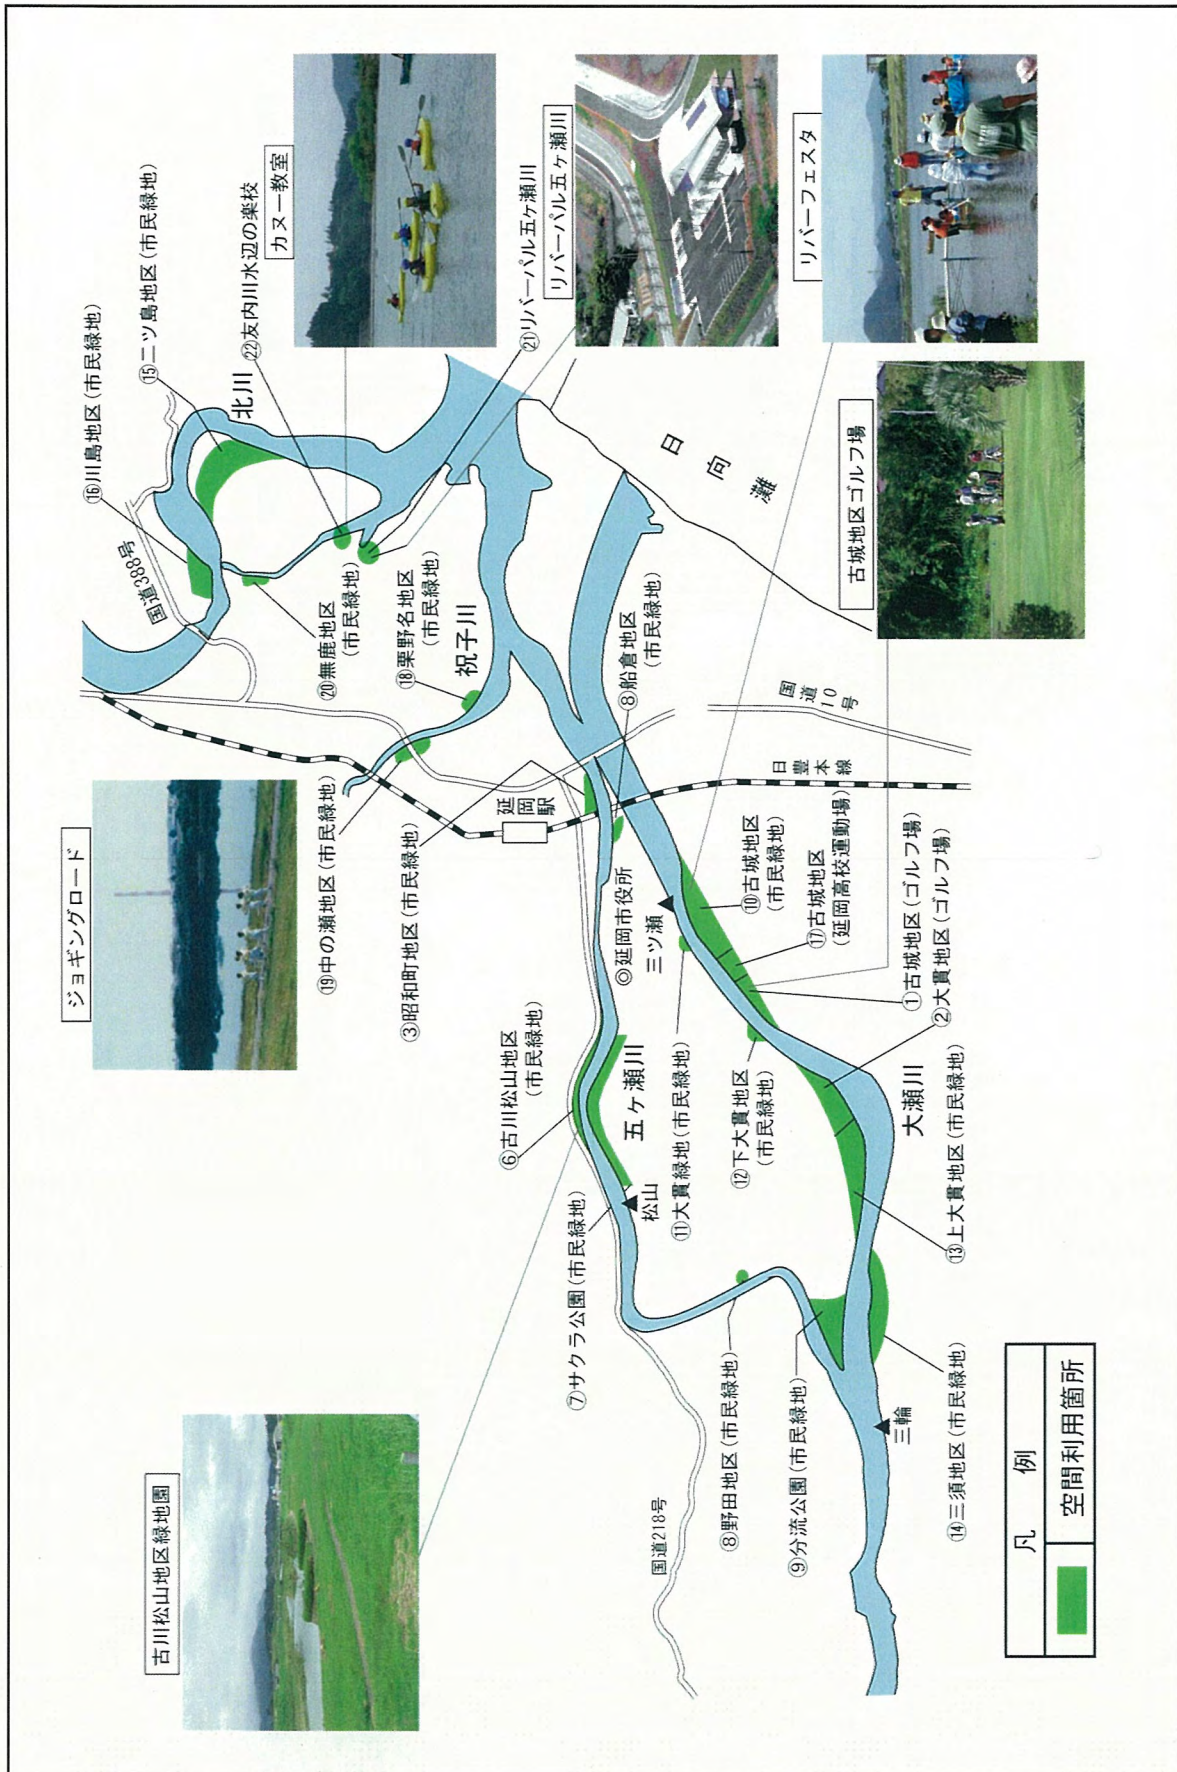 古川松山地区緑地園
ジョギングロード
カヌー教室
リバーパル五ヶ瀬川
リバーフェスタ
古城地区ゴルフ場
⑯川島地区(市民緑地)
⑮二ツ島地区(市民緑地)
北川
㉒友内川水辺の楽校
㉑リバーパル五ヶ瀬川
国道388号
⑳無鹿地区
(市民緑地)
⑱栗野名地区
(市民緑地)
祝子川
⑲中の瀬地区(市民緑地)
③昭和町地区(市民緑地)
延岡駅
⑧船倉地区
(市民緑地)
日向灘
国道10号
日豊本線
◎延岡市役所
三ツ瀬
⑩古城地区
(市民緑地)
⑰古城地区
(延岡高校運動場)
①古城地区(ゴルフ場)
②大貫地区(ゴルフ場)
⑥古川松山地区
(市民緑地)
五ヶ瀬川
松山
⑦サクラ公園(市民緑地)
⑪大貫緑地(市民緑地)
⑫下大貫地区
(市民緑地)
大瀬川
⑬上大貫地区(市民緑地)
国道218号
⑧野田地区(市民緑地)
⑨分流公園(市民緑地)
三輪
⑭三須地区(市民緑地)
凡例
空間利用箇所